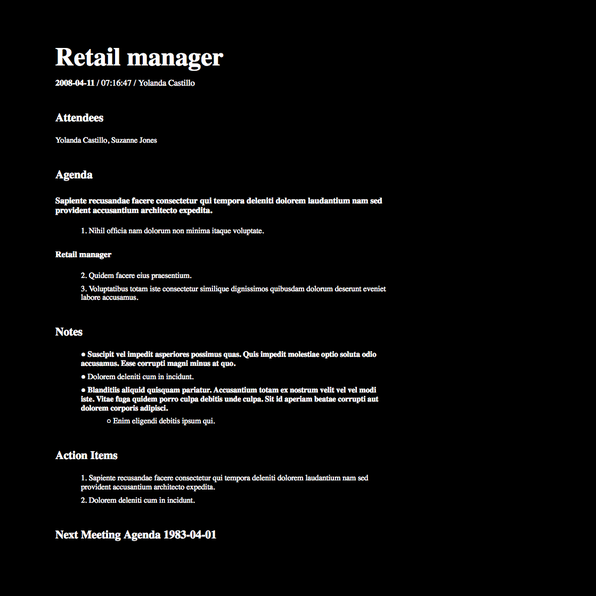 Retail manager
2008-04-11 / 07:16:47 / Yolanda Castillo
Attendees
Yolanda Castillo, Suzanne Jones
Agenda
Sapiente recusandae facere consectetur qui tempora deleniti dolorem laudantium nam sed
provident accusantium architecto expedita.
1. Nihil officia nam dolorum non minima itaque voluptate.
Retail manager
2. Quidem facere eius praesentium.
3. Voluptatibus totam iste consectetur similique dignissimos quibusdam dolorum deserunt eveniet
labore accusamus.
Notes
● Suscipit vel impedit asperiores possimus quas. Quis impedit molestiae optio soluta odio
accusamus. Esse corrupti magni minus at quo.
● Dolorem deleniti cum in incidunt.
● Blanditiis aliquid quisquam pariatur. Accusantium totam ex nostrum velit vel vel modi
iste. Vitae fuga quidem porro culpa debitis unde culpa. Sit id aperiam beatae corrupti aut
dolorem corporis adipisci.
○ Enim eligendi debitis ipsum qui.
Action Items
1. Sapiente recusandae facere consectetur qui tempora deleniti dolorem laudantium nam sed
provident accusantium architecto expedita.
2. Dolorem deleniti cum in incidunt.
Next Meeting Agenda 1983-04-01